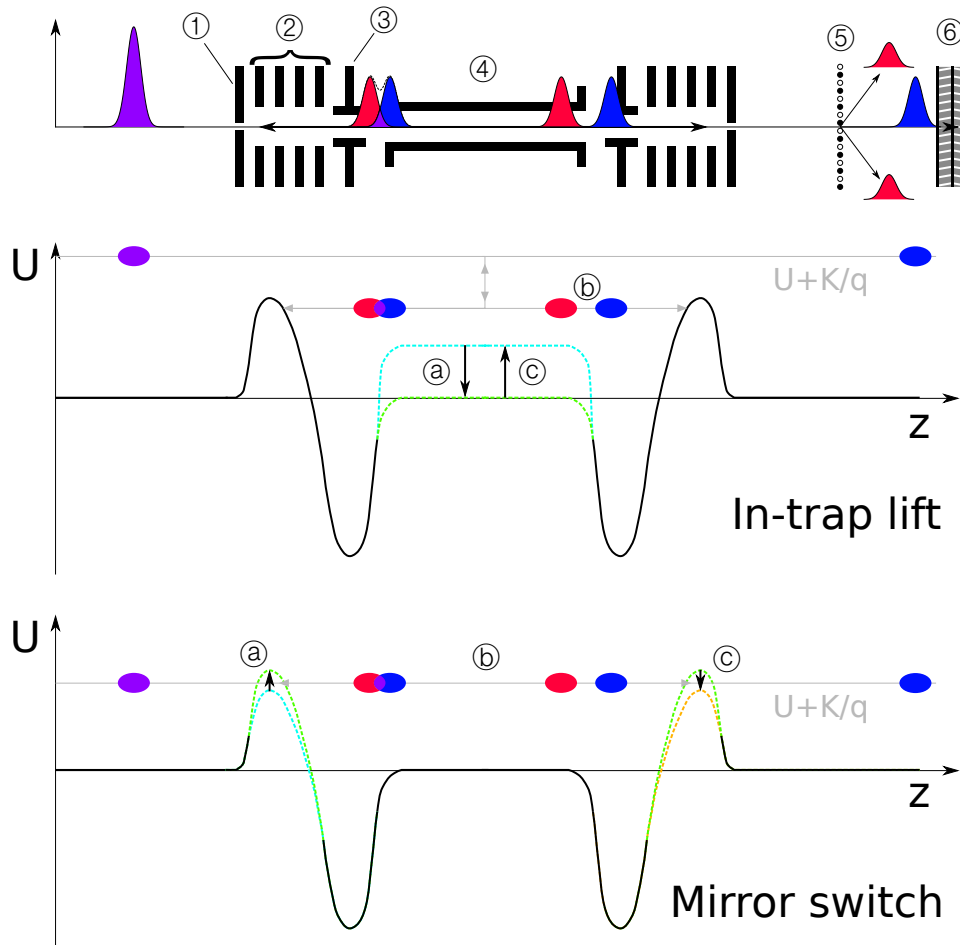 ① ② ③ ④ ⑤ ⑥
U
U+K/q
ⓑ
ⓐ ⓒ
z
In-trap lift
U
ⓐ ⓑ ⓒ
U+K/q
z
Mirror switch